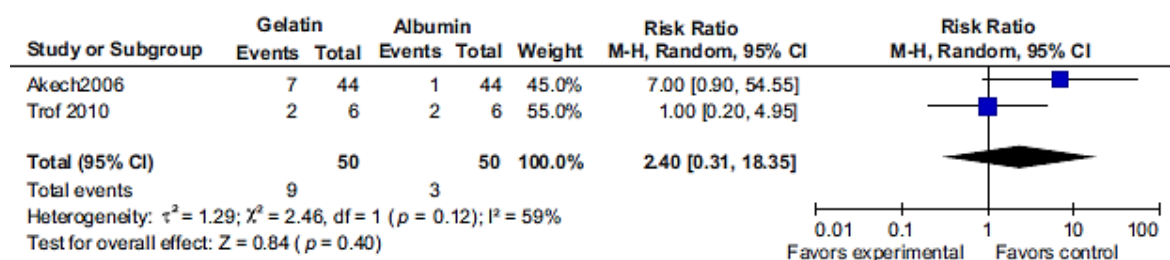 Gelatin Albumin Risk Ratio Risk Ratio
Study or Subgroup Events Total Events Total Weight M-H, Random, 95% CI M-H, Random, 95% CI
Akech2006 7 44 1 44 45.0% 7.00 [0.90, 54.55]
Trof 2010 2 6 2 6 55.0% 1.00 [0.20, 4.95]
Total (95% CI) 50 50 100.0% 2.40 [0.31, 18.35]
Total events 9 3
Heterogeneity: τ² = 1.29; χ² = 2.46, df = 1 (p = 0.12); I² = 59%
Test for overall effect: Z = 0.84 (p = 0.40)
0.01 0.1 1 10 100
Favors experimental Favors control